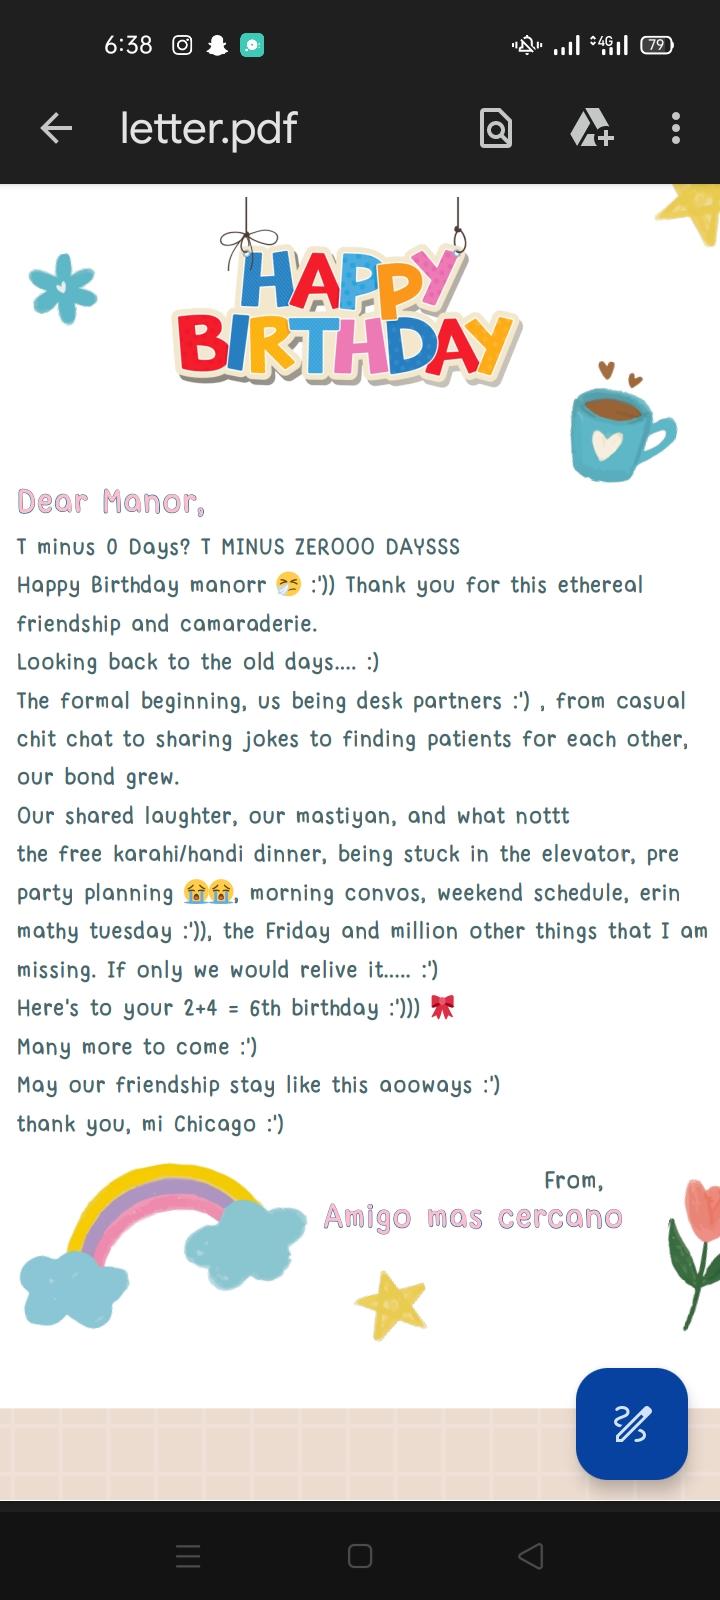 6:38
4G
79
letter.pdf
HAPPY
BIRTHDAY
Dear Manor,
T minus 0 Days? T MINUS ZEROOO DAYSSS
Happy Birthday manorr 🤧 :')) Thank you for this ethereal
friendship and camaraderie.
Looking back to the old days.... :)
The formal beginning, us being desk partners :') , from casual
chit chat to sharing jokes to finding patients for each other,
our bond grew.
Our shared laughter, our mastiyan, and what nottt
the free karahi/handi dinner, being stuck in the elevator, pre
party planning 😭😭, morning convos, weekend schedule, erin
mathy tuesday :')), the Friday and million other things that I am
missing. If only we would relive it..... :')
Here's to your 2+4 = 6th birthday :'))) 🎀
Many more to come :')
May our friendship stay like this aooways :')
thank you, mi Chicago :')
From,
Amigo mas cercano